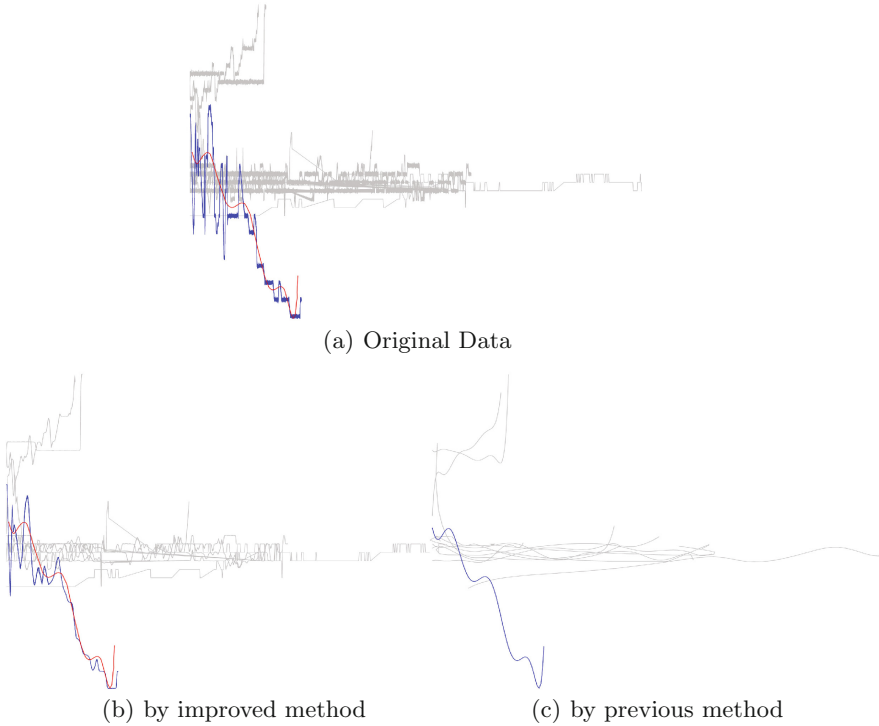 (a) Original Data
(b) by improved method
(c) by previous method